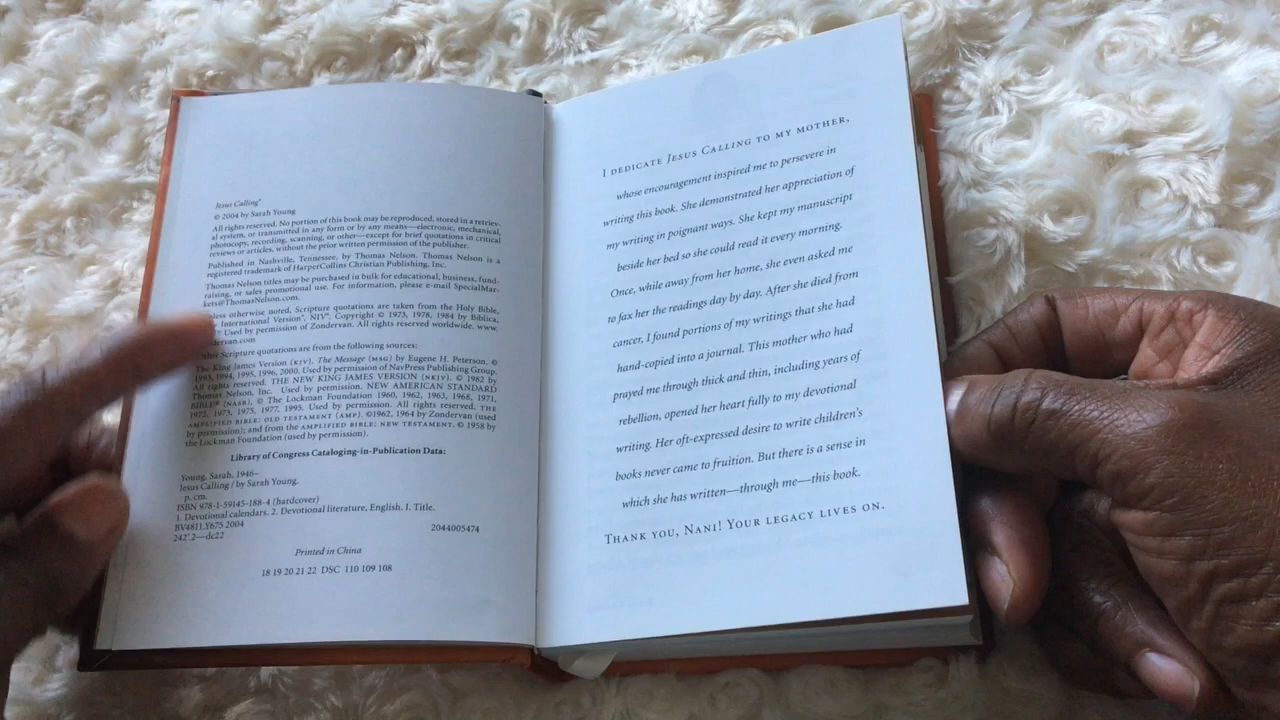 Jesus Calling®
© 2004 by Sarah Young
All rights reserved. No portion of this book may be reproduced, stored in a retriev-
al system, or transmitted in any form or by any means—electronic, mechanical,
photocopy, recording, scanning, or other—except for brief quotations in critical
reviews or articles, without the prior written permission of the publisher.
Published in Nashville, Tennessee, by Thomas Nelson. Thomas Nelson is a
registered trademark of HarperCollins Christian Publishing, Inc.
Thomas Nelson titles may be purchased in bulk for educational, business, fund-
raising, or sales promotional use. For information, please e-mail SpecialMar-
kets@ThomasNelson.com.
otherwise noted, Scripture quotations are taken from the Holy Bible,
International Version®, NIV®. Copyright © 1973, 1978, 1984 by Biblica,
Used by permission of Zondervan. All rights reserved worldwide. www.
Scripture quotations are from the following sources:
The King James Version (KJV). The Message (MSG) by Eugene H. Peterson. ©
1993, 1994, 1995, 1996, 2000. Used by permission of NavPress Publishing Group.
All rights reserved. THE NEW KING JAMES VERSION (NKJV). © 1982 by
Thomas Nelson, Inc. Used by permission. NEW AMERICAN STANDARD
BIBLE® (NASB), © The Lockman Foundation 1960, 1962, 1963, 1968, 1971,
1972, 1973, 1975, 1977, 1995. Used by permission. All rights reserved. THE
AMPLIFIED BIBLE: OLD TESTAMENT (AMP). ©1962, 1964 by Zondervan (used
by permission); and from the AMPLIFIED BIBLE: NEW TESTAMENT. © 1958 by
the Lockman Foundation (used by permission).
Library of Congress Cataloging-in-Publication Data:
Young, Sarah, 1946–
Jesus Calling / by Sarah Young.
p. cm.
ISBN 978-1-59145-188-4 (hardcover)
1. Devotional calendars. 2. Devotional literature, English. I. Title.
BV4811.Y675 2004
242'.2—dc22 2044005474
Printed in China
18 19 20 21 22 DSC 110 109 108
I DEDICATE JESUS CALLING TO MY MOTHER,
whose encouragement inspired me to persevere in
writing this book. She demonstrated her appreciation of
my writing in poignant ways. She kept my manuscript
beside her bed so she could read it every morning.
Once, while away from her home, she even asked me
to fax her the readings day by day. After she died from
cancer, I found portions of my writings that she had
hand-copied into a journal. This mother who had
prayed me through thick and thin, including years of
rebellion, opened her heart fully to my devotional
writing. Her oft-expressed desire to write children's
books never came to fruition. But there is a sense in
which she has written—through me—this book.
THANK YOU, NANI! YOUR LEGACY LIVES ON.